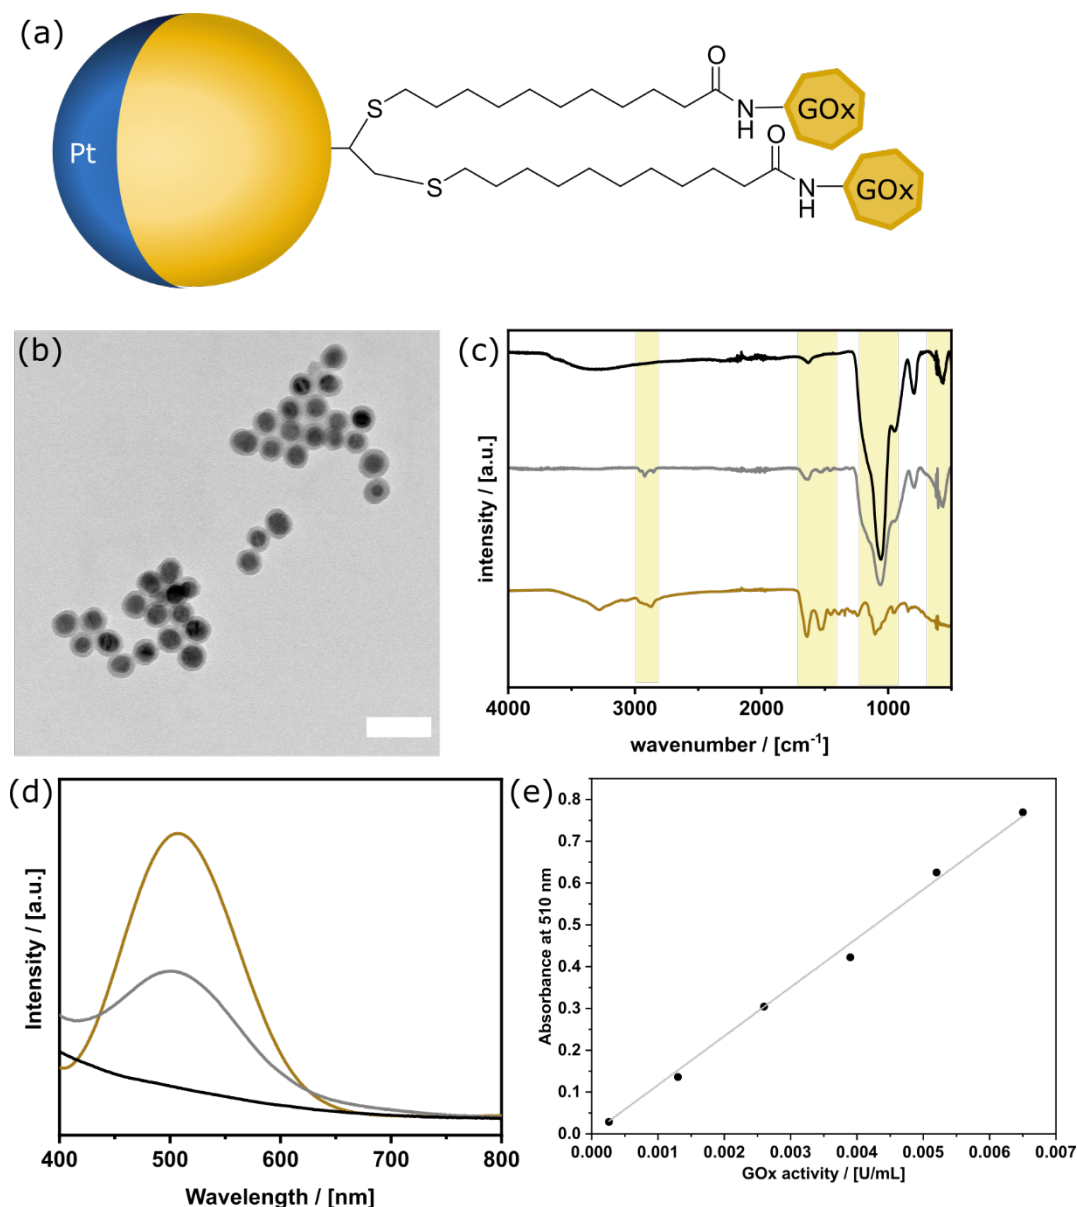 (a)
Pt
S
O
N
H
GOx
S
O
N
H
GOx
(b)
(c)
intensity / [a.u.]
4000 3000 2000 1000
wavenumber / [cm⁻¹]
(d)
Intensity / [a.u.]
400 500 600 700 800
Wavelength / [nm]
(e)
Absorbance at 510 nm
0.8
0.7
0.6
0.5
0.4
0.3
0.2
0.1
0.0
0.000 0.001 0.002 0.003 0.004 0.005 0.006 0.007
GOx activity / [U/mL]